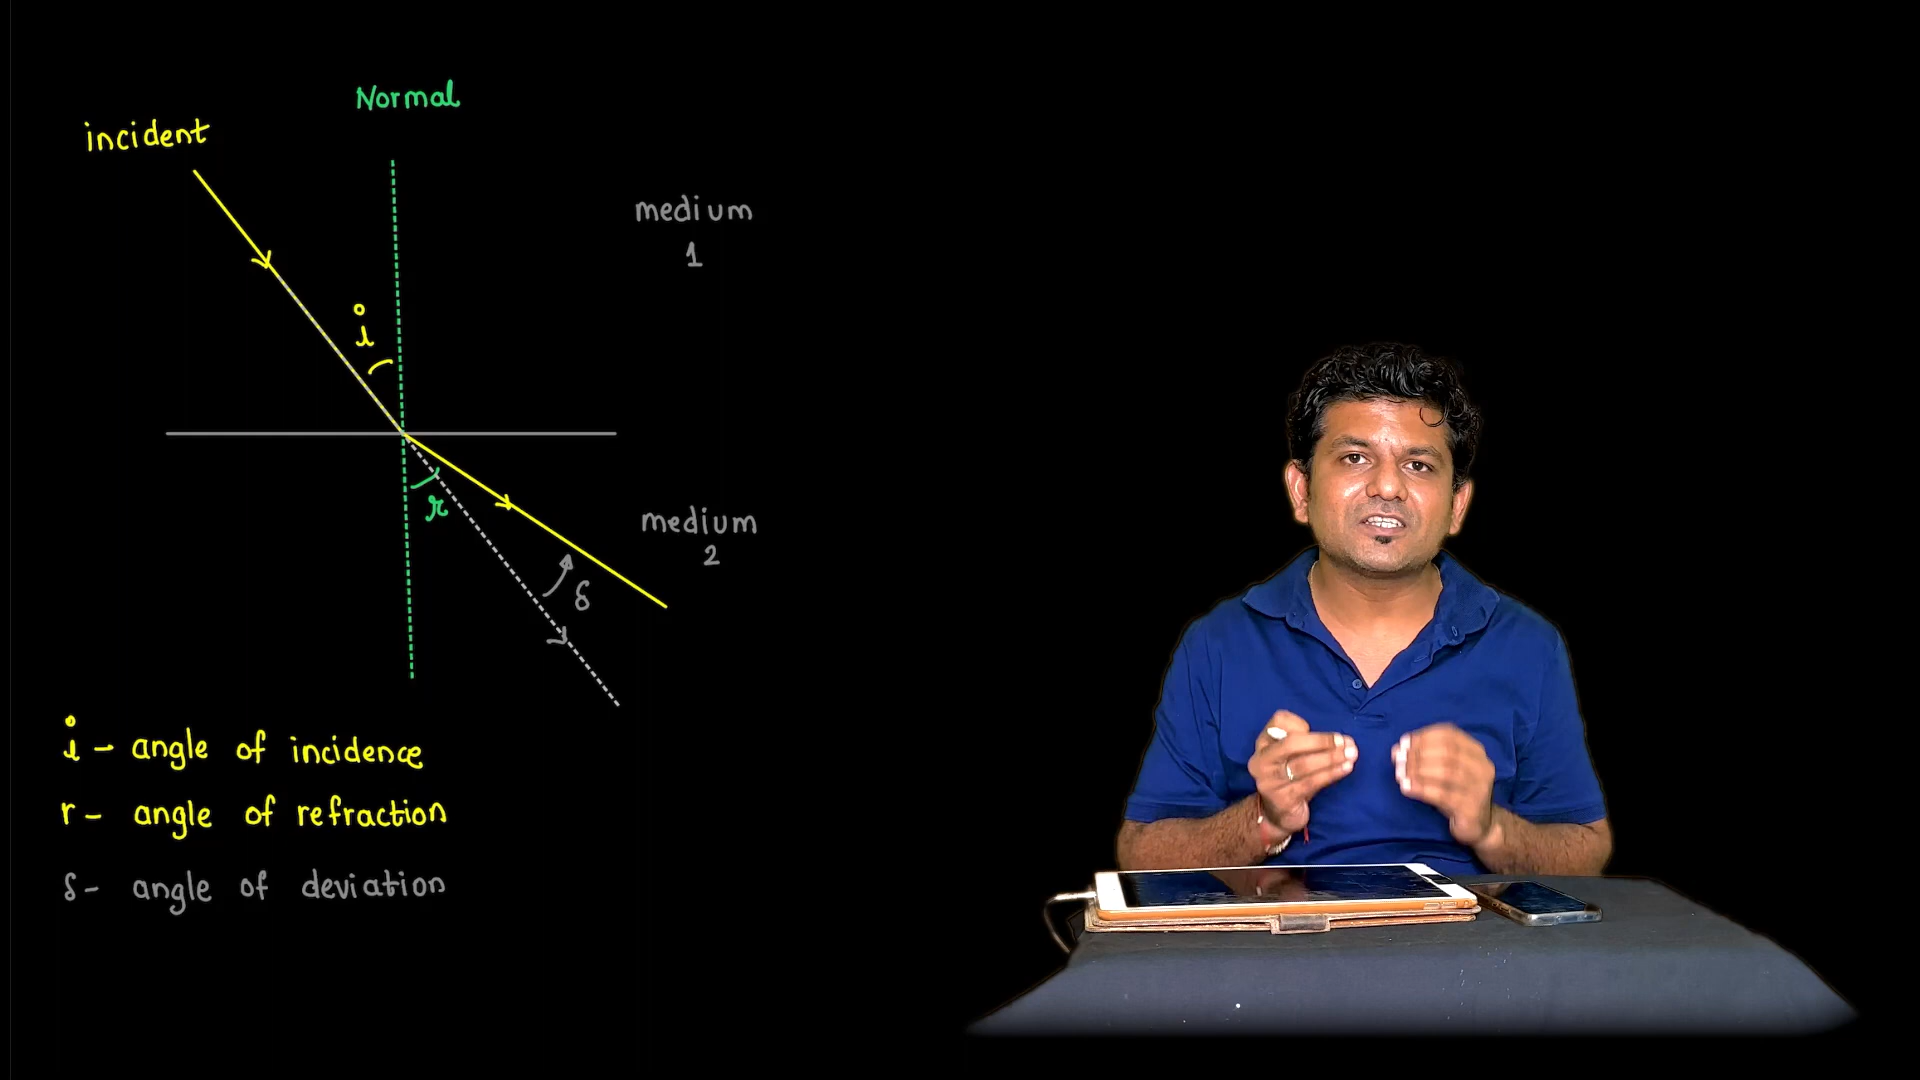 Normal
incident
medium
1
i
r
medium
2
δ
i - angle of incidence
r - angle of refraction
δ - angle of deviation